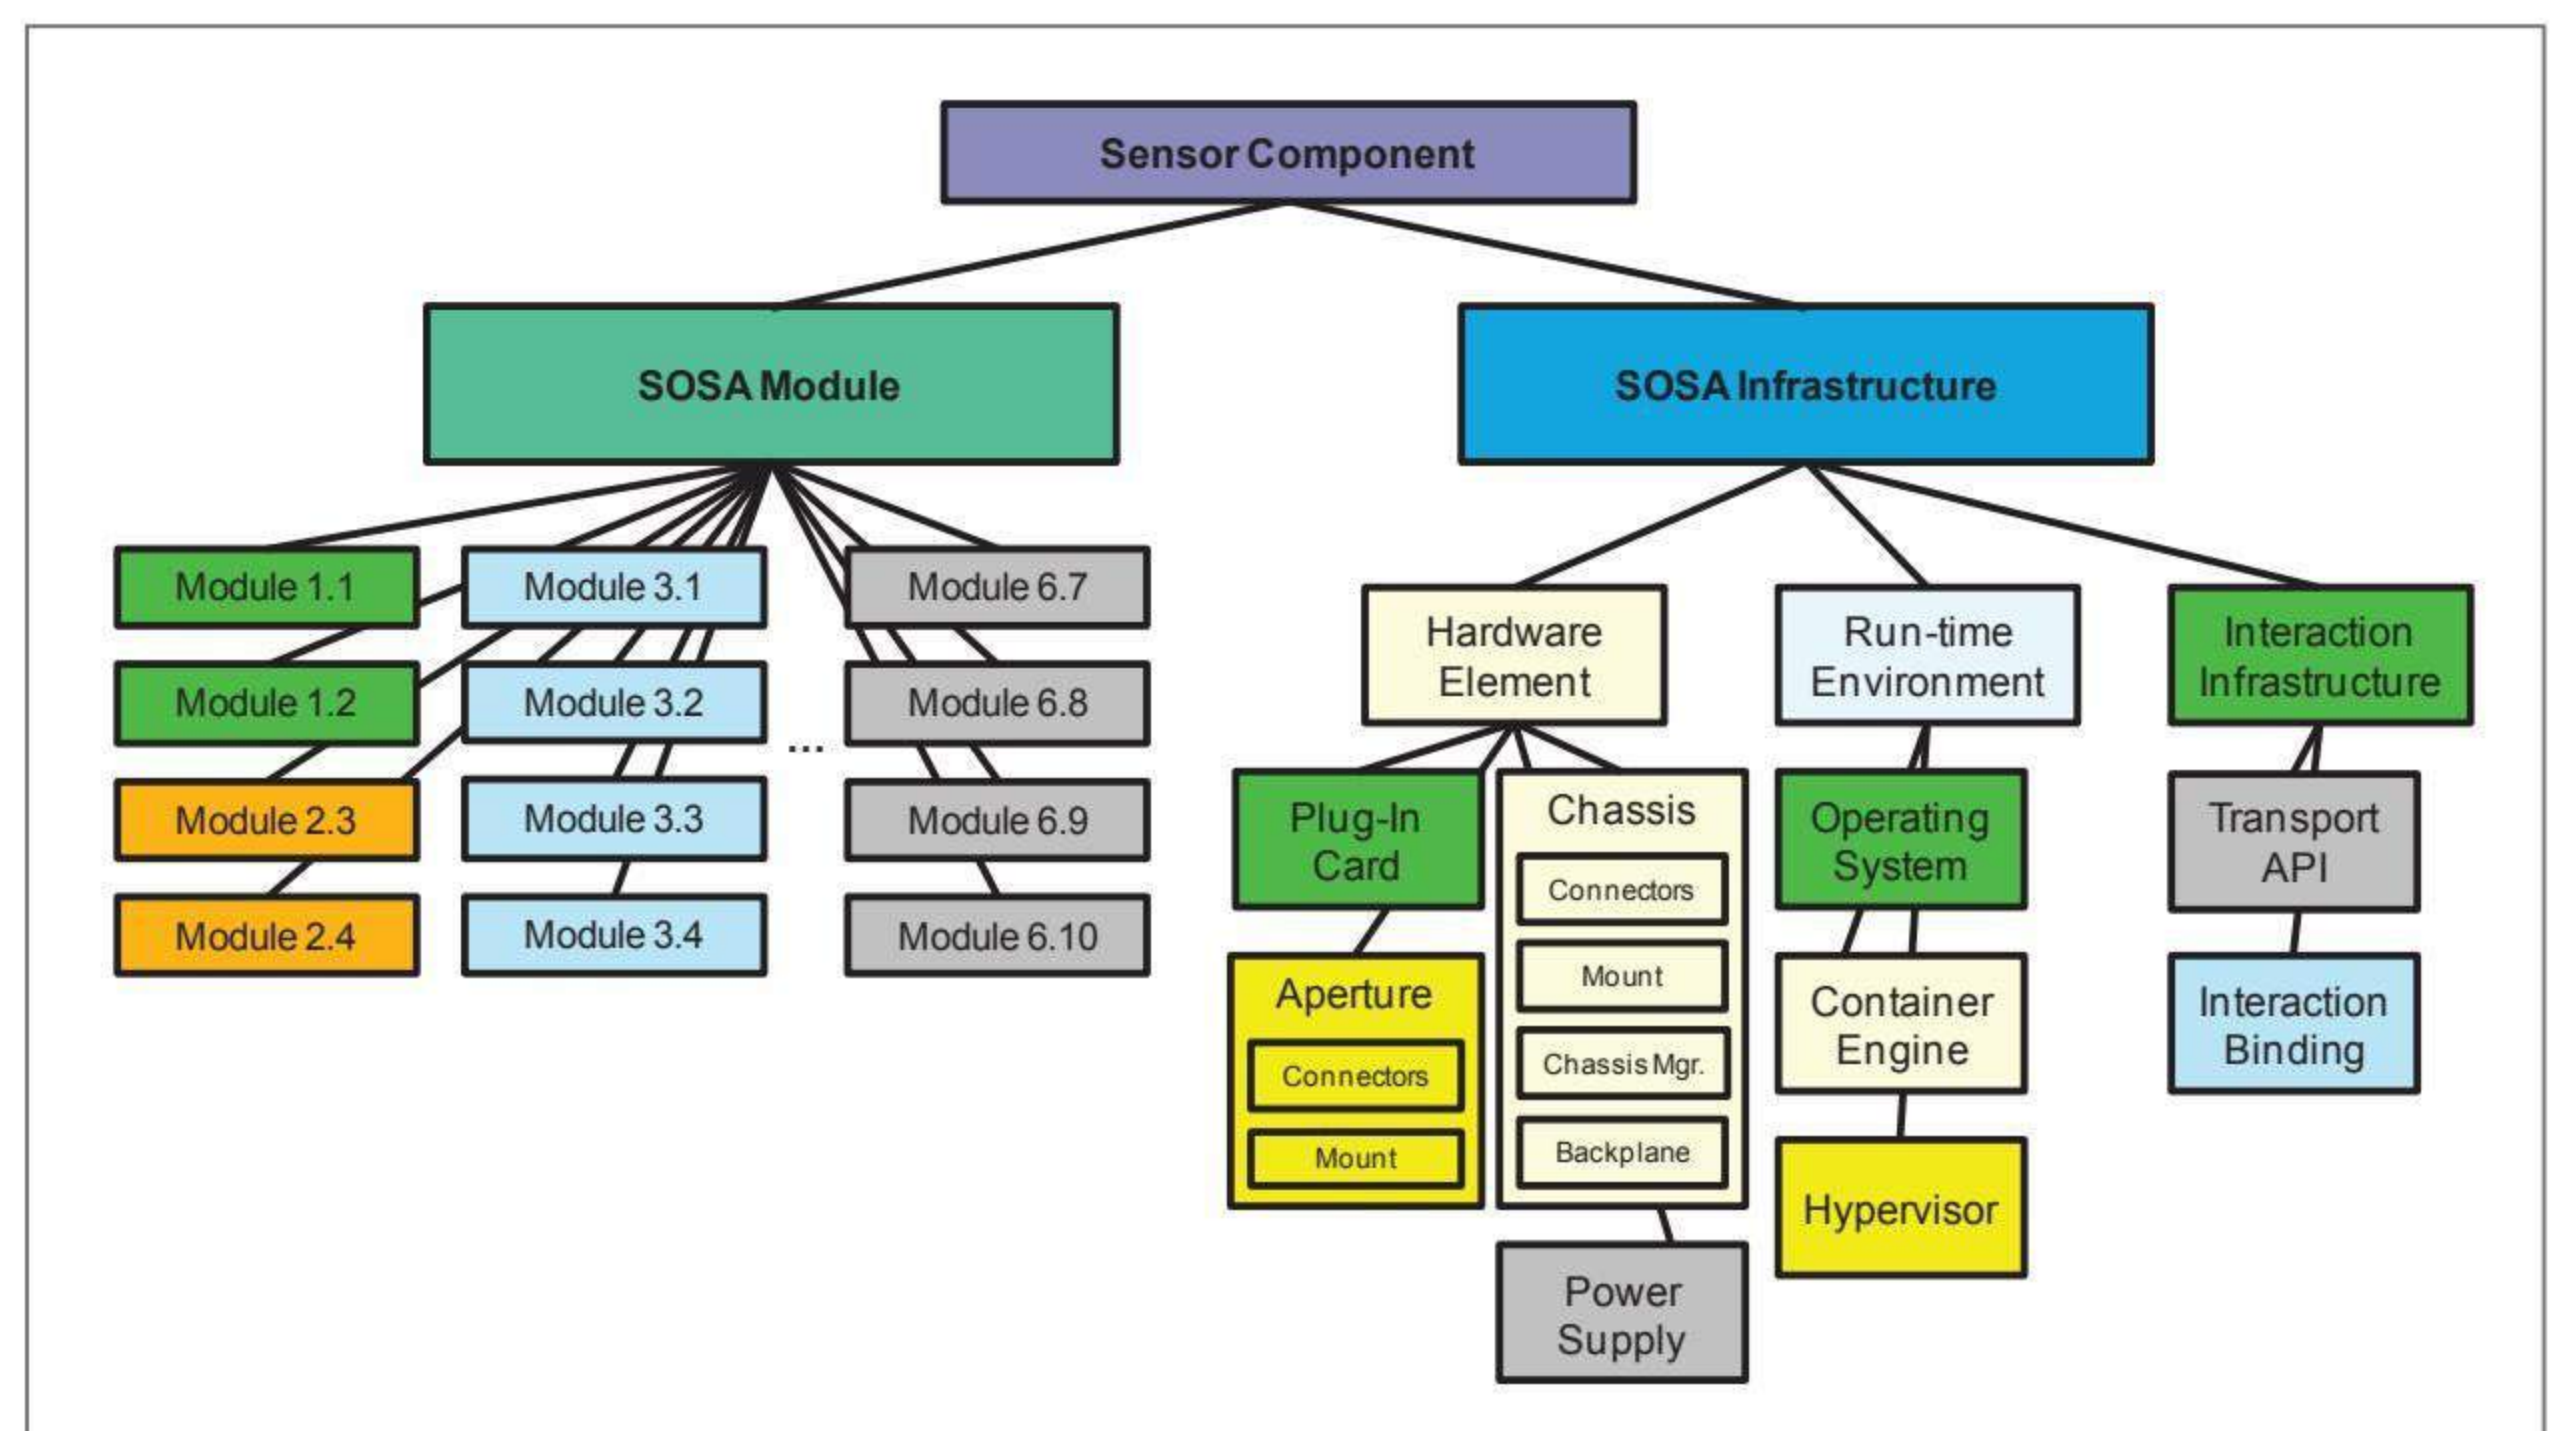 Sensor Component
SOSA Module
SOSA Infrastructure
Module 1.1
Module 3.1
Module 6.7
Module 1.2
Module 3.2
Module 6.8
...
Module 2.3
Module 3.3
Module 6.9
Module 2.4
Module 3.4
Module 6.10
Hardware
Element
Run-time
Environment
Interaction
Infrastructure
Plug-In
Card
Aperture
Connectors
Mount
Chassis
Connectors
Mount
Chassis Mgr.
Backplane
Power
Supply
Operating
System
Container
Engine
Hypervisor
Transport
API
Interaction
Binding